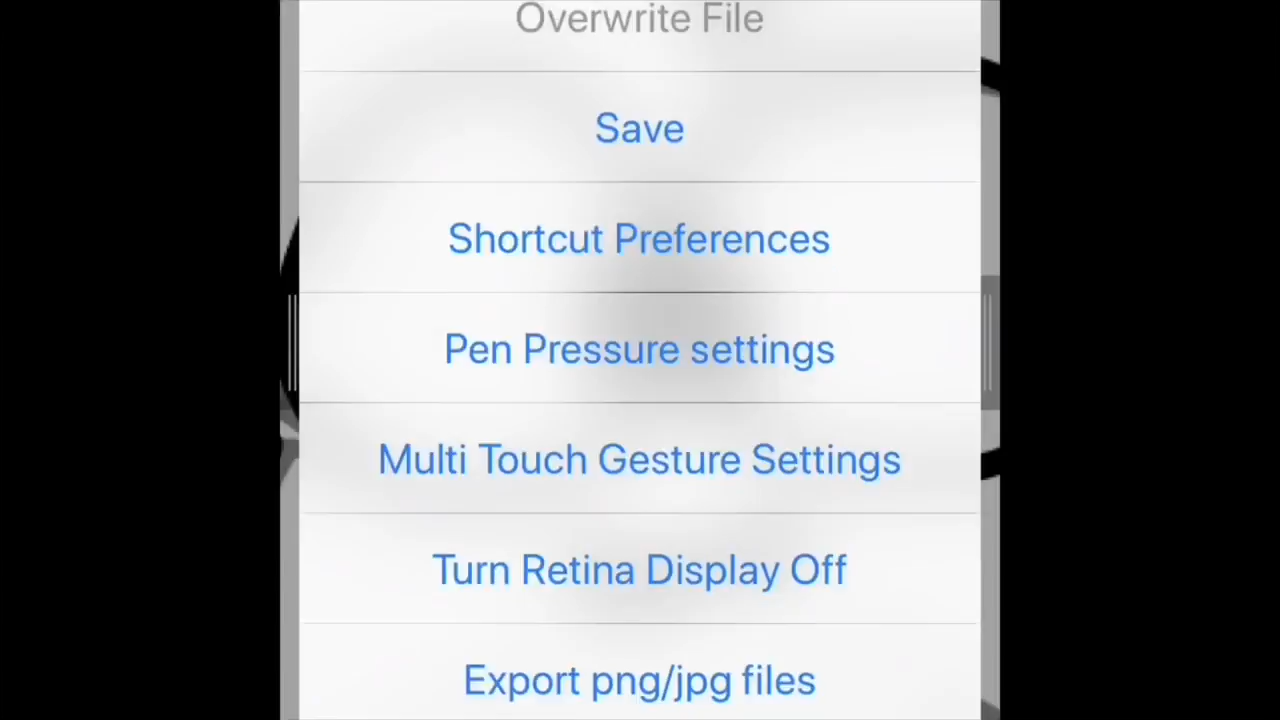 Overwrite File
Save
Shortcut Preferences
Pen Pressure settings
Multi Touch Gesture Settings
Turn Retina Display Off
Export png/jpg files